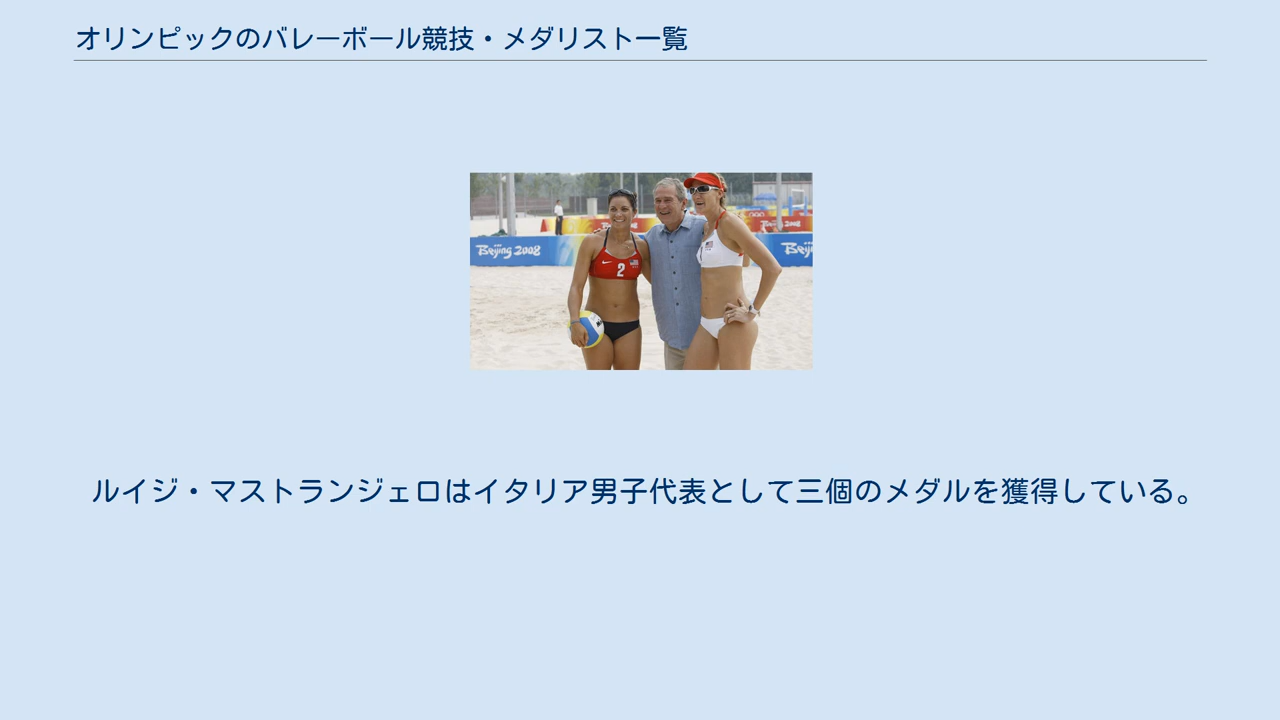 オリンピックのバレーボール競技・メダリスト一覧
Beijing 2008
2
ルイジ・マストランジェロはイタリア男子代表として三個のメダルを獲得している。